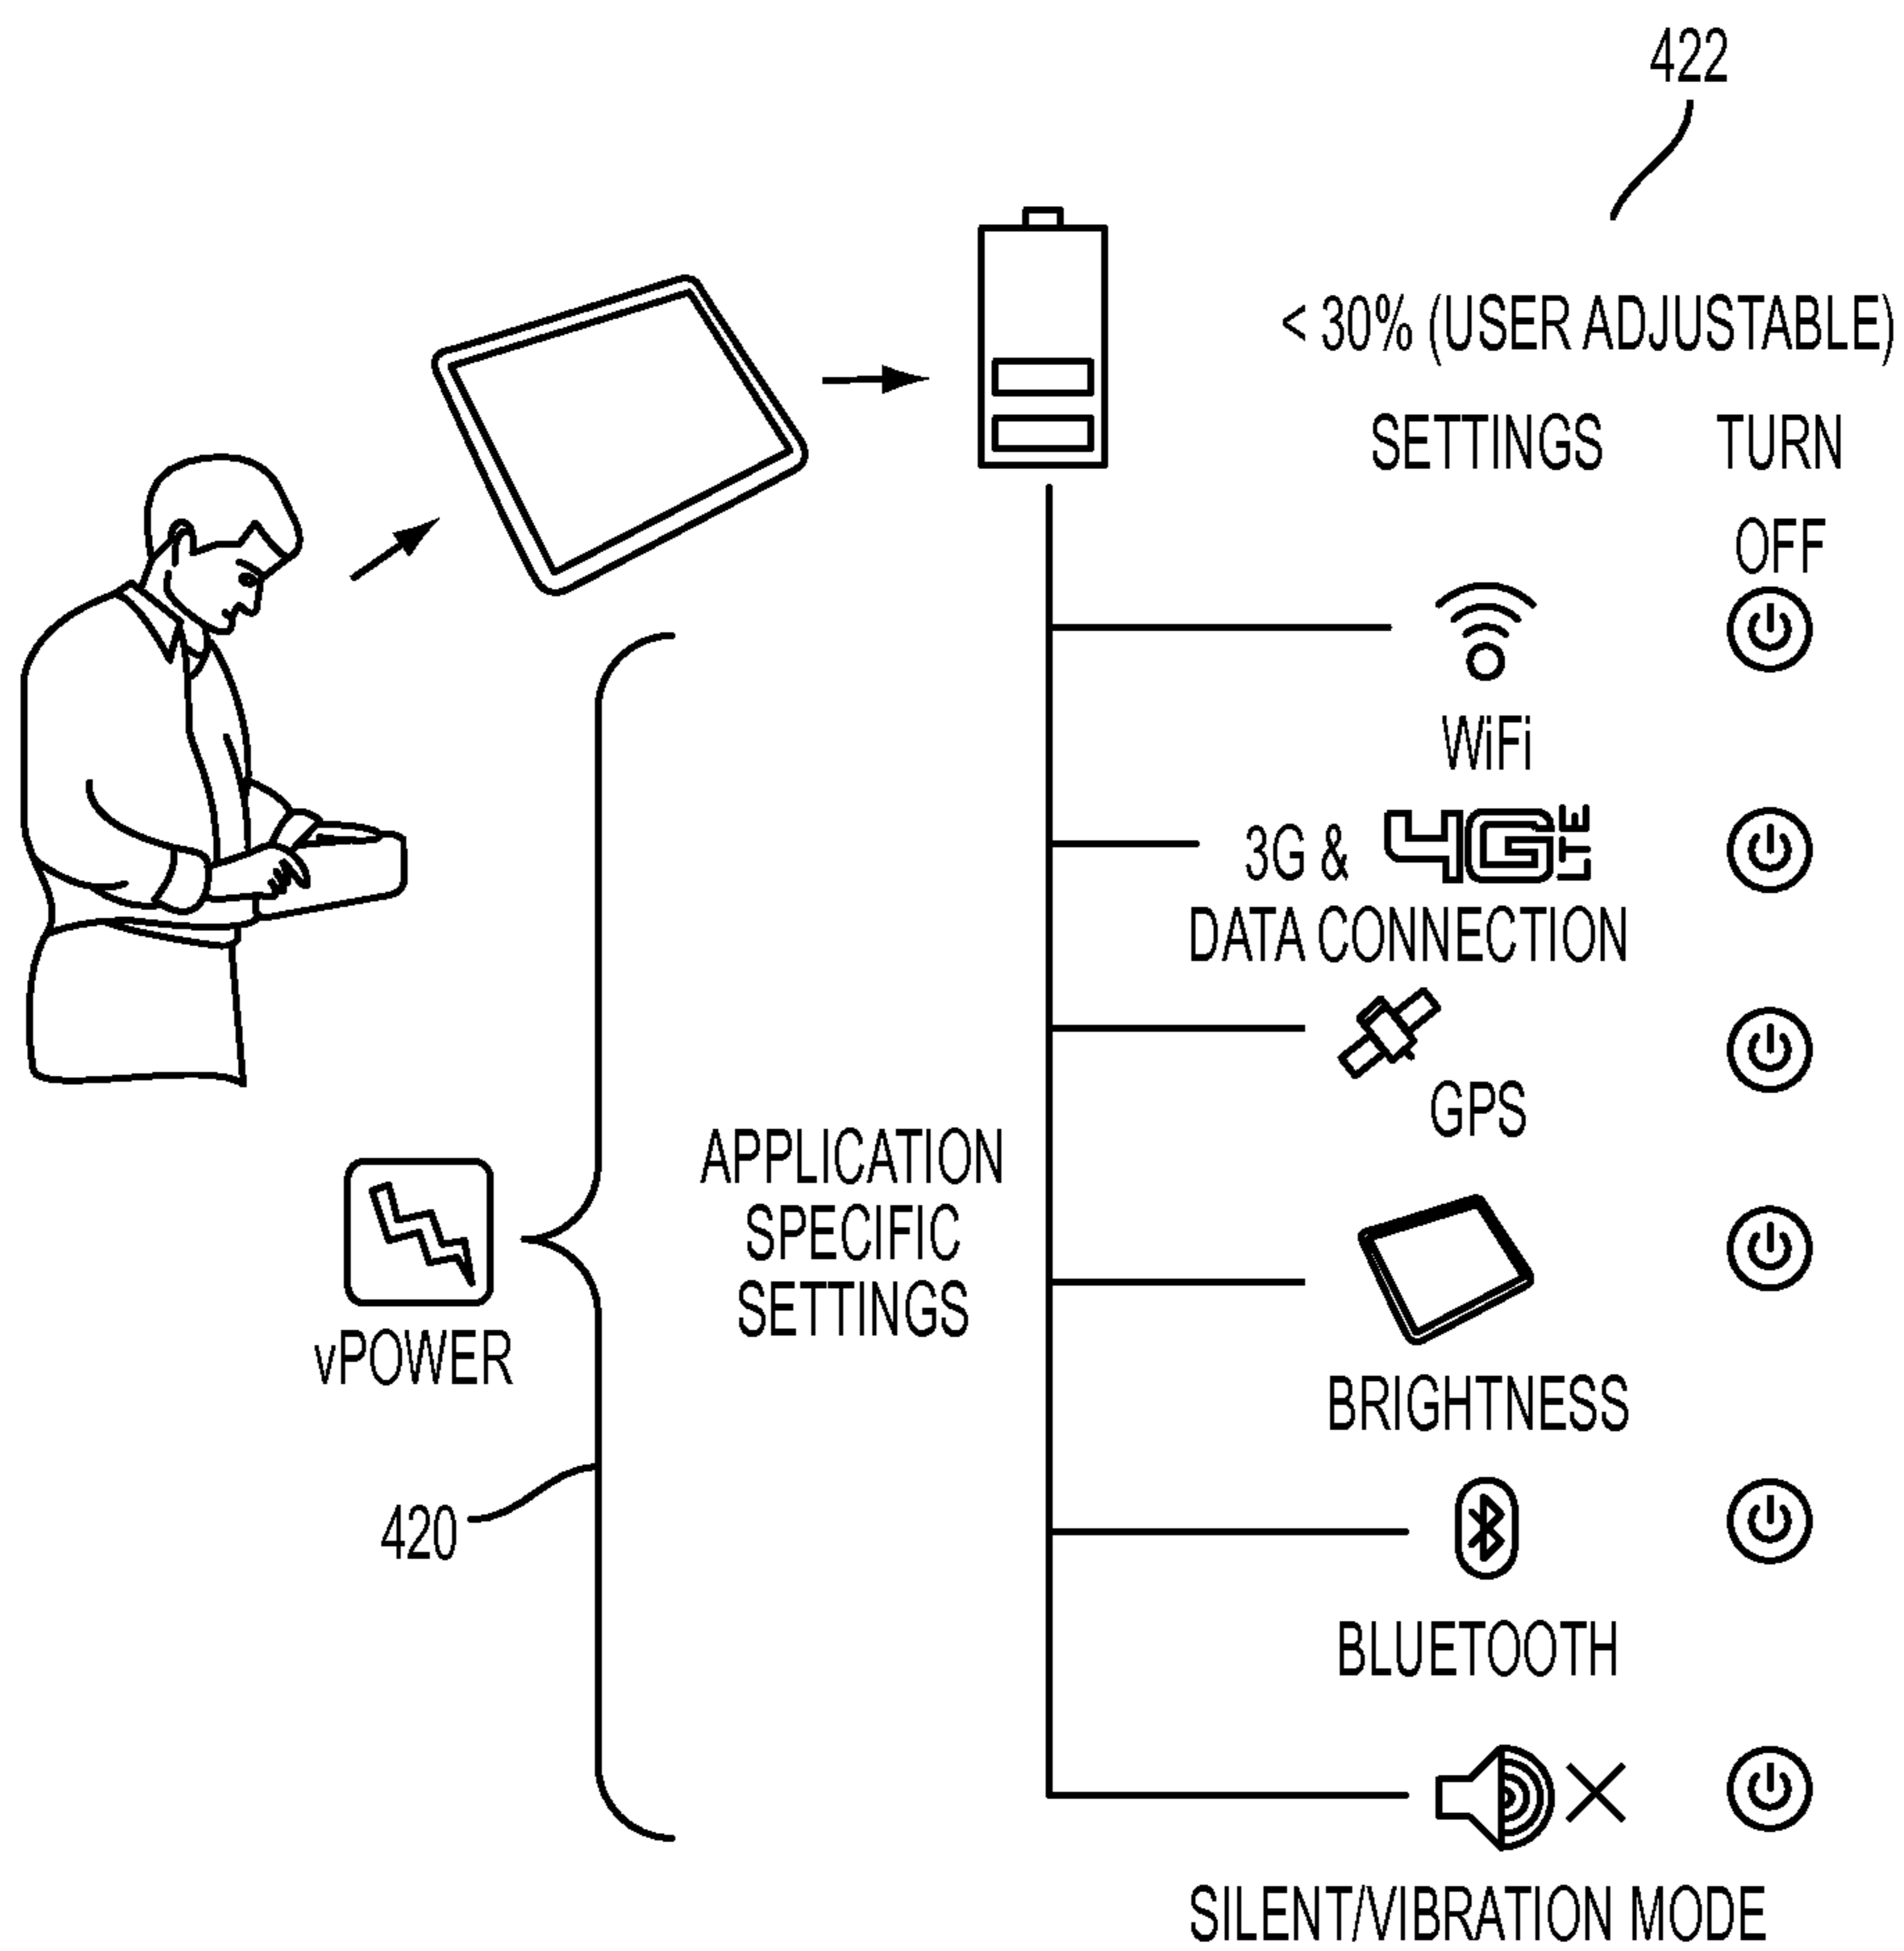 422
< 30% (USER ADJUSTABLE)
SETTINGS TURN
OFF
WiFi
3G & 4G LTE
DATA CONNECTION
GPS
APPLICATION
SPECIFIC
SETTINGS
vPOWER
BRIGHTNESS
420
BLUETOOTH
SILENT/VIBRATION MODE